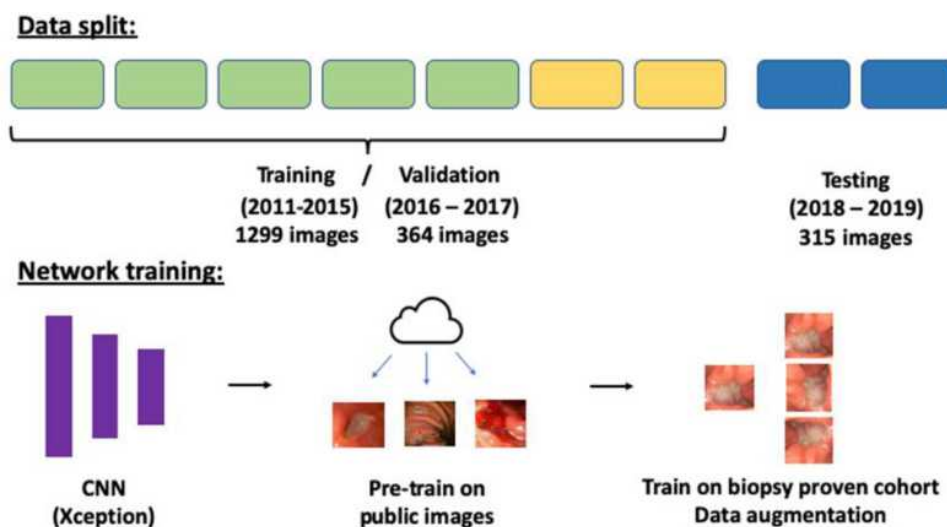 Data split:
Training / Validation
(2011-2015) (2016 – 2017)
1299 images 364 images
Testing
(2018 – 2019)
315 images
Network training:
CNN
(Xception)
Pre-train on
public images
Train on biopsy proven cohort
Data augmentation